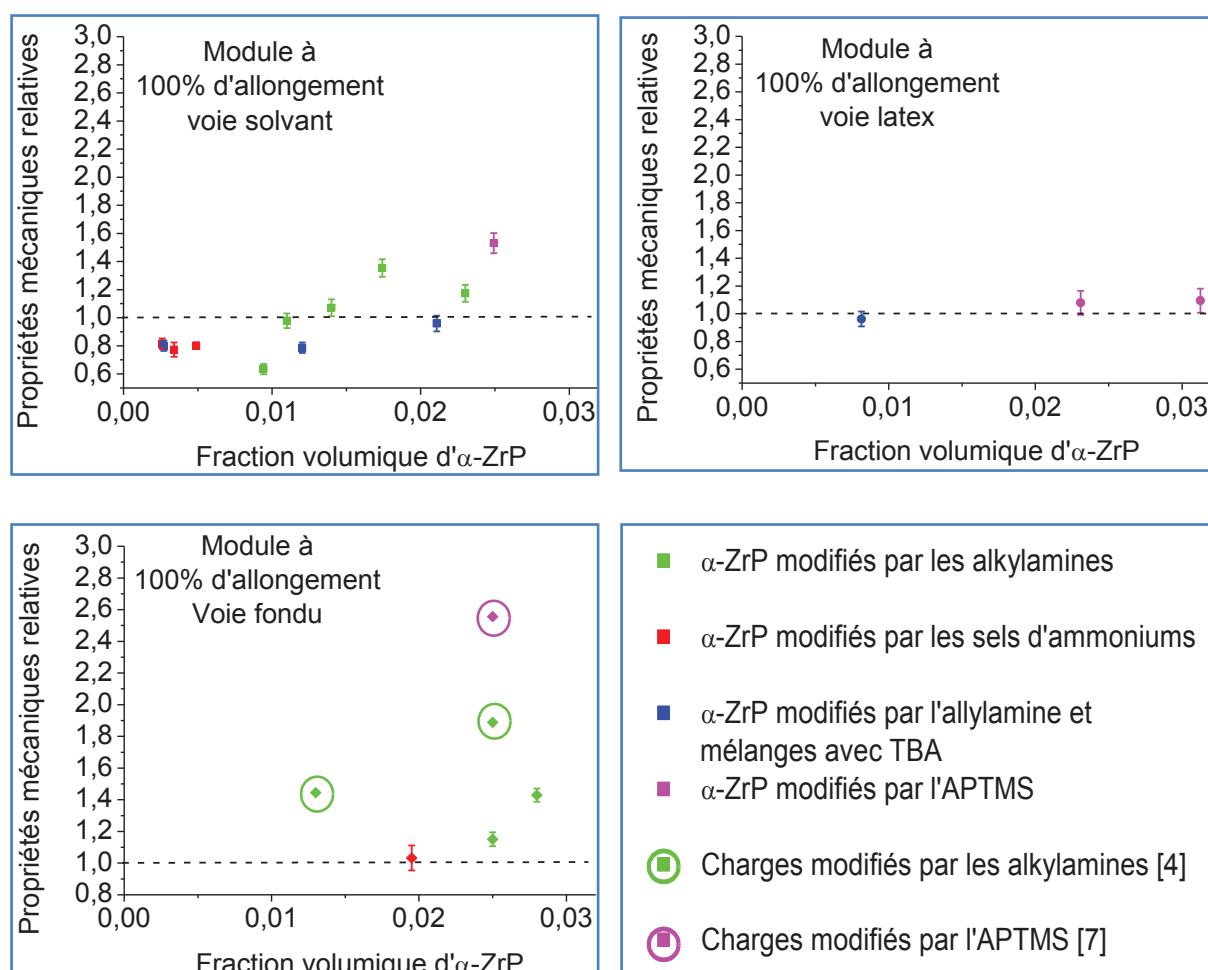 Propriétés mécaniques relatives
3,0
2,8
2,6
2,4
2,2
2,0
1,8
1,6
1,4
1,2
1,0
0,8
0,6
Module à
100% d'allongement
voie solvant
0,00 0,01 0,02 0,03
Fraction volumique d'α-ZrP
Propriétés mécaniques relatives
3,0
2,8
2,6
2,4
2,2
2,0
1,8
1,6
1,4
1,2
1,0
0,8
0,6
Module à
100% d'allongement
voie latex
0,00 0,01 0,02 0,03
Fraction volumique d'α-ZrP
Propriétés mécaniques relatives
3,0
2,8
2,6
2,4
2,2
2,0
1,8
1,6
1,4
1,2
1,0
0,8
Module à
100% d'allongement
Voie fondu
0,00 0,01 0,02 0,03
Fraction volumique d'α-ZrP
α-ZrP modifiés par les alkylamines
α-ZrP modifiés par les sels d'ammoniums
α-ZrP modifiés par l'allylamine et
mélanges avec TBA
α-ZrP modifiés par l'APTMS
Charges modifiés par les alkylamines [4]
Charges modifiés par l'APTMS [7]